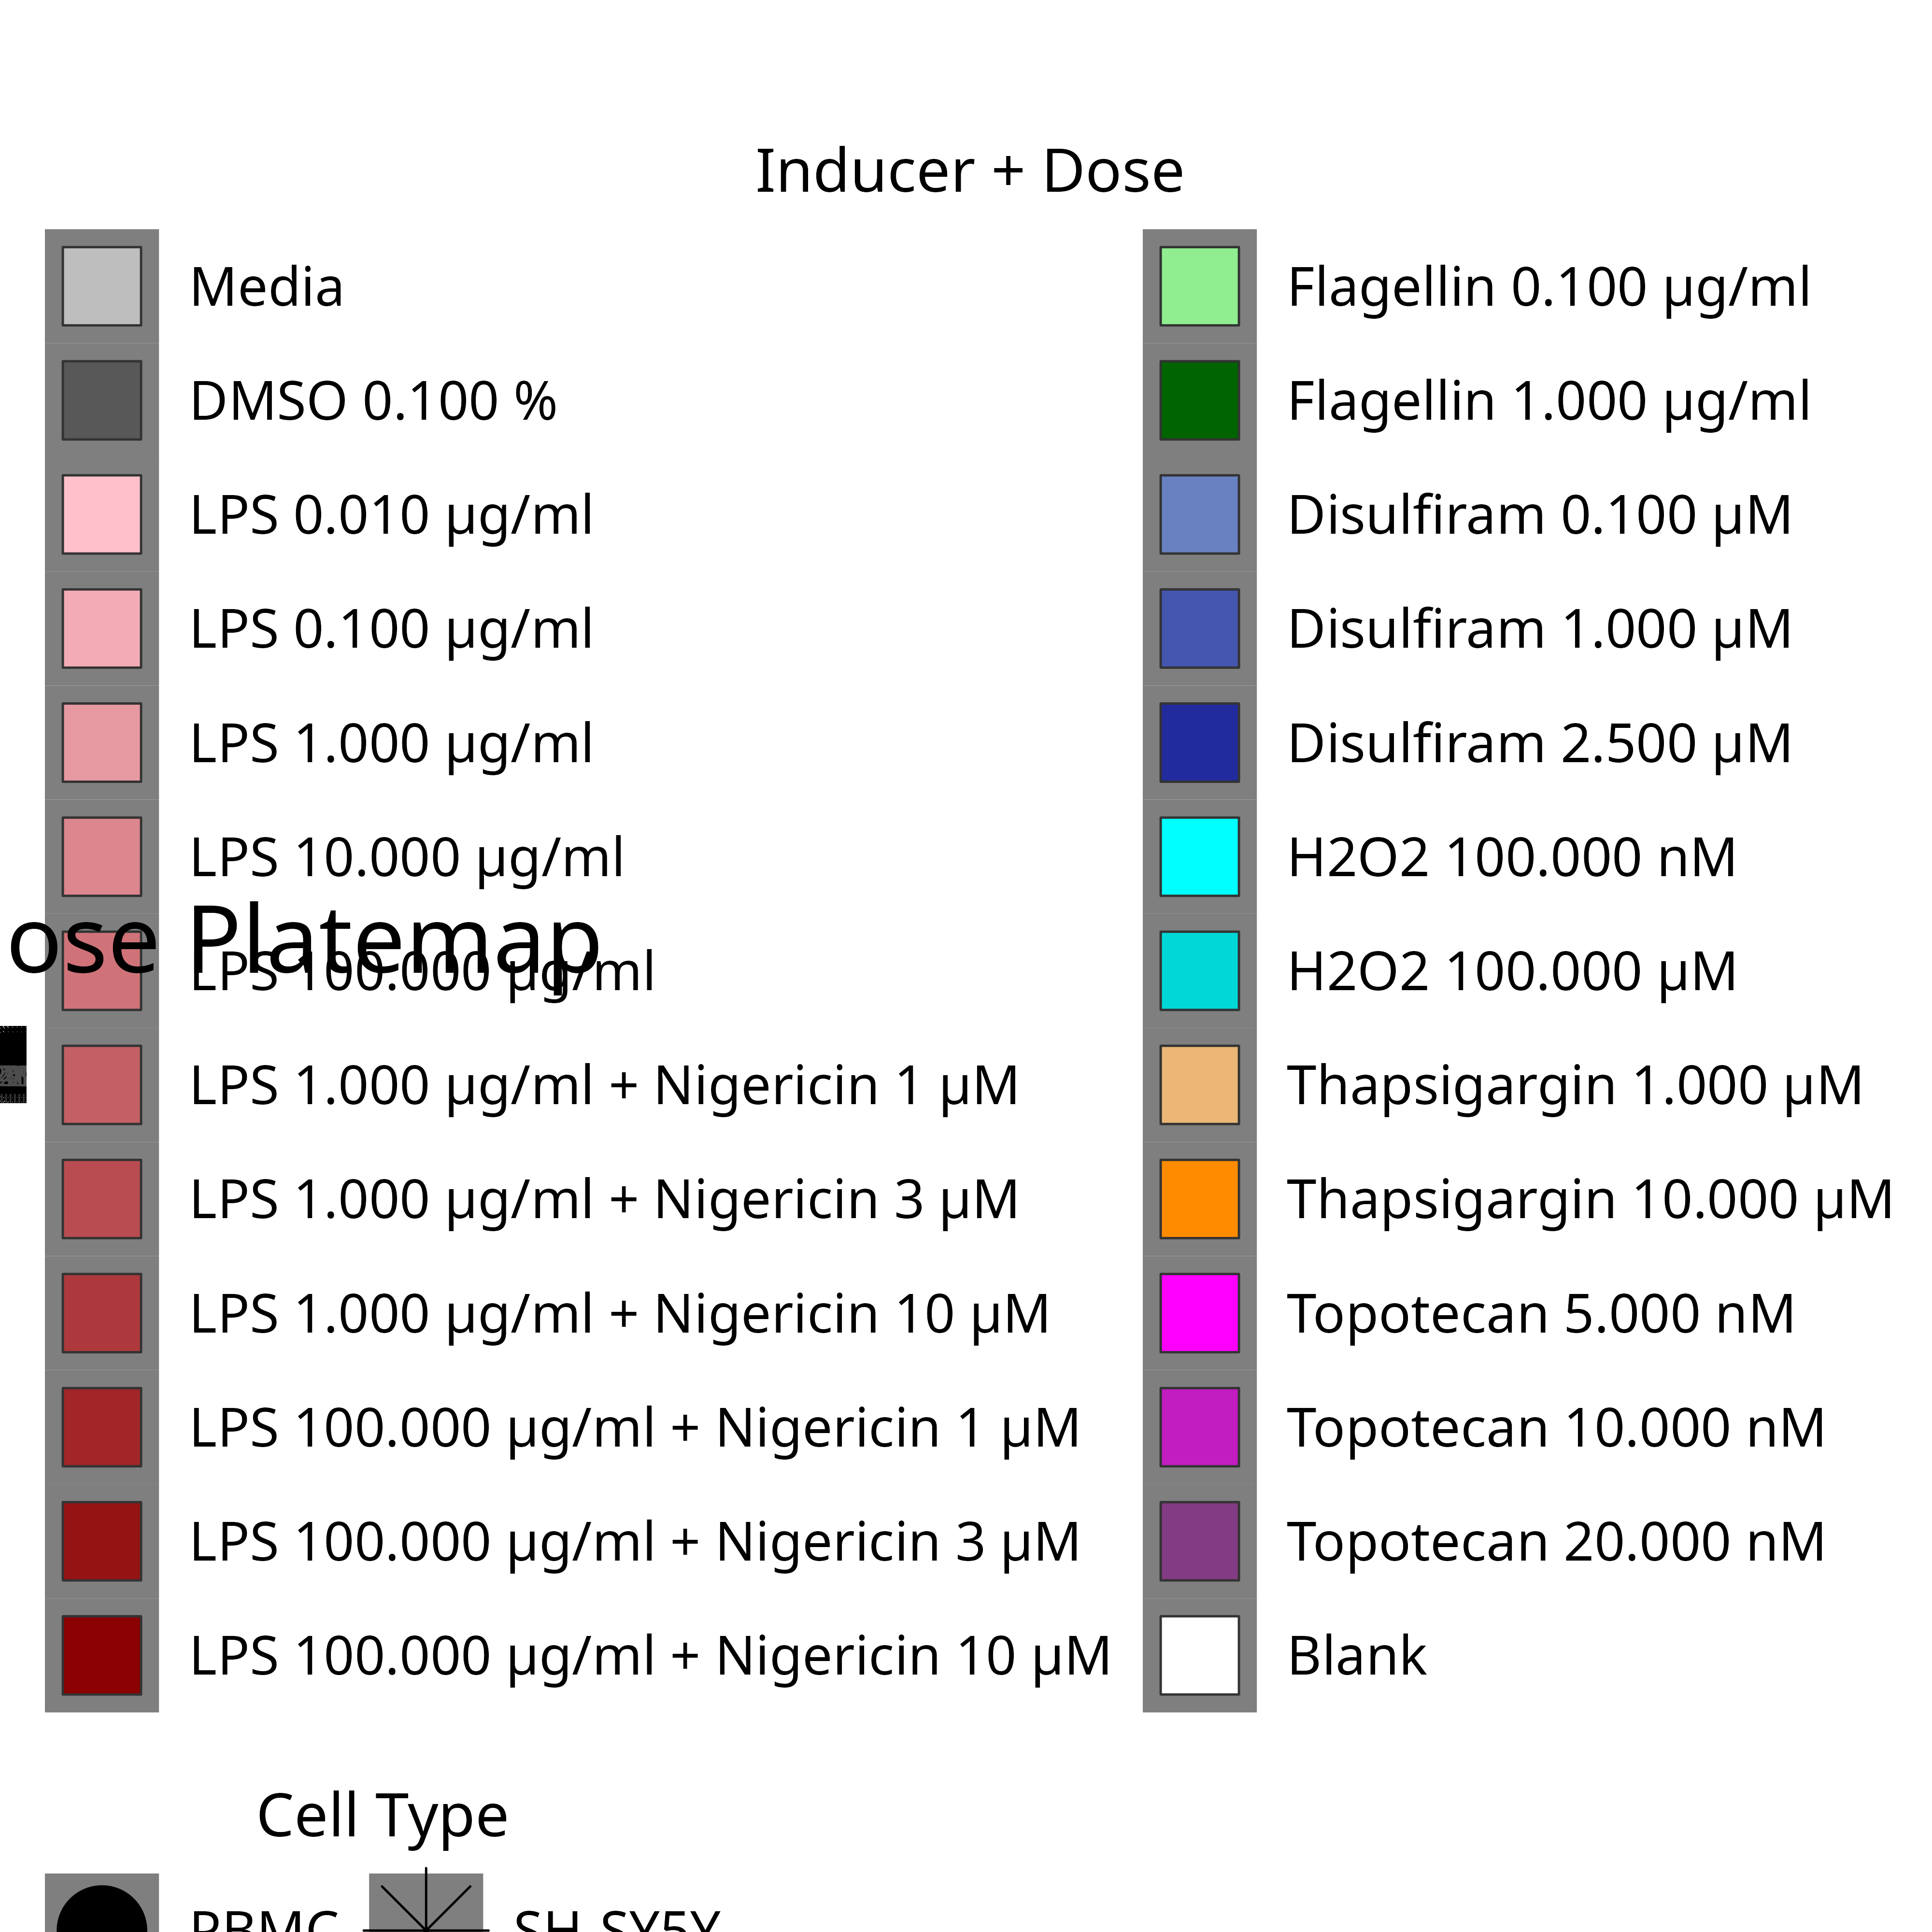 Inducer + Dose
Media
DMSO 0.100 %
LPS 0.010 µg/ml
LPS 0.100 µg/ml
LPS 1.000 µg/ml
LPS 10.000 µg/ml
ose Platemap
LPS 100.000 µg/ml
LPS 1.000 µg/ml + Nigericin 1 µM
LPS 1.000 µg/ml + Nigericin 3 µM
LPS 1.000 µg/ml + Nigericin 10 µM
LPS 100.000 µg/ml + Nigericin 1 µM
LPS 100.000 µg/ml + Nigericin 3 µM
LPS 100.000 µg/ml + Nigericin 10 µM
Flagellin 0.100 µg/ml
Flagellin 1.000 µg/ml
Disulfiram 0.100 µM
Disulfiram 1.000 µM
Disulfiram 2.500 µM
H2O2 100.000 nM
H2O2 100.000 µM
Thapsigargin 1.000 µM
Thapsigargin 10.000 µM
Topotecan 5.000 nM
Topotecan 10.000 nM
Topotecan 20.000 nM
Blank
Cell Type
PBMC
SH-SY5Y